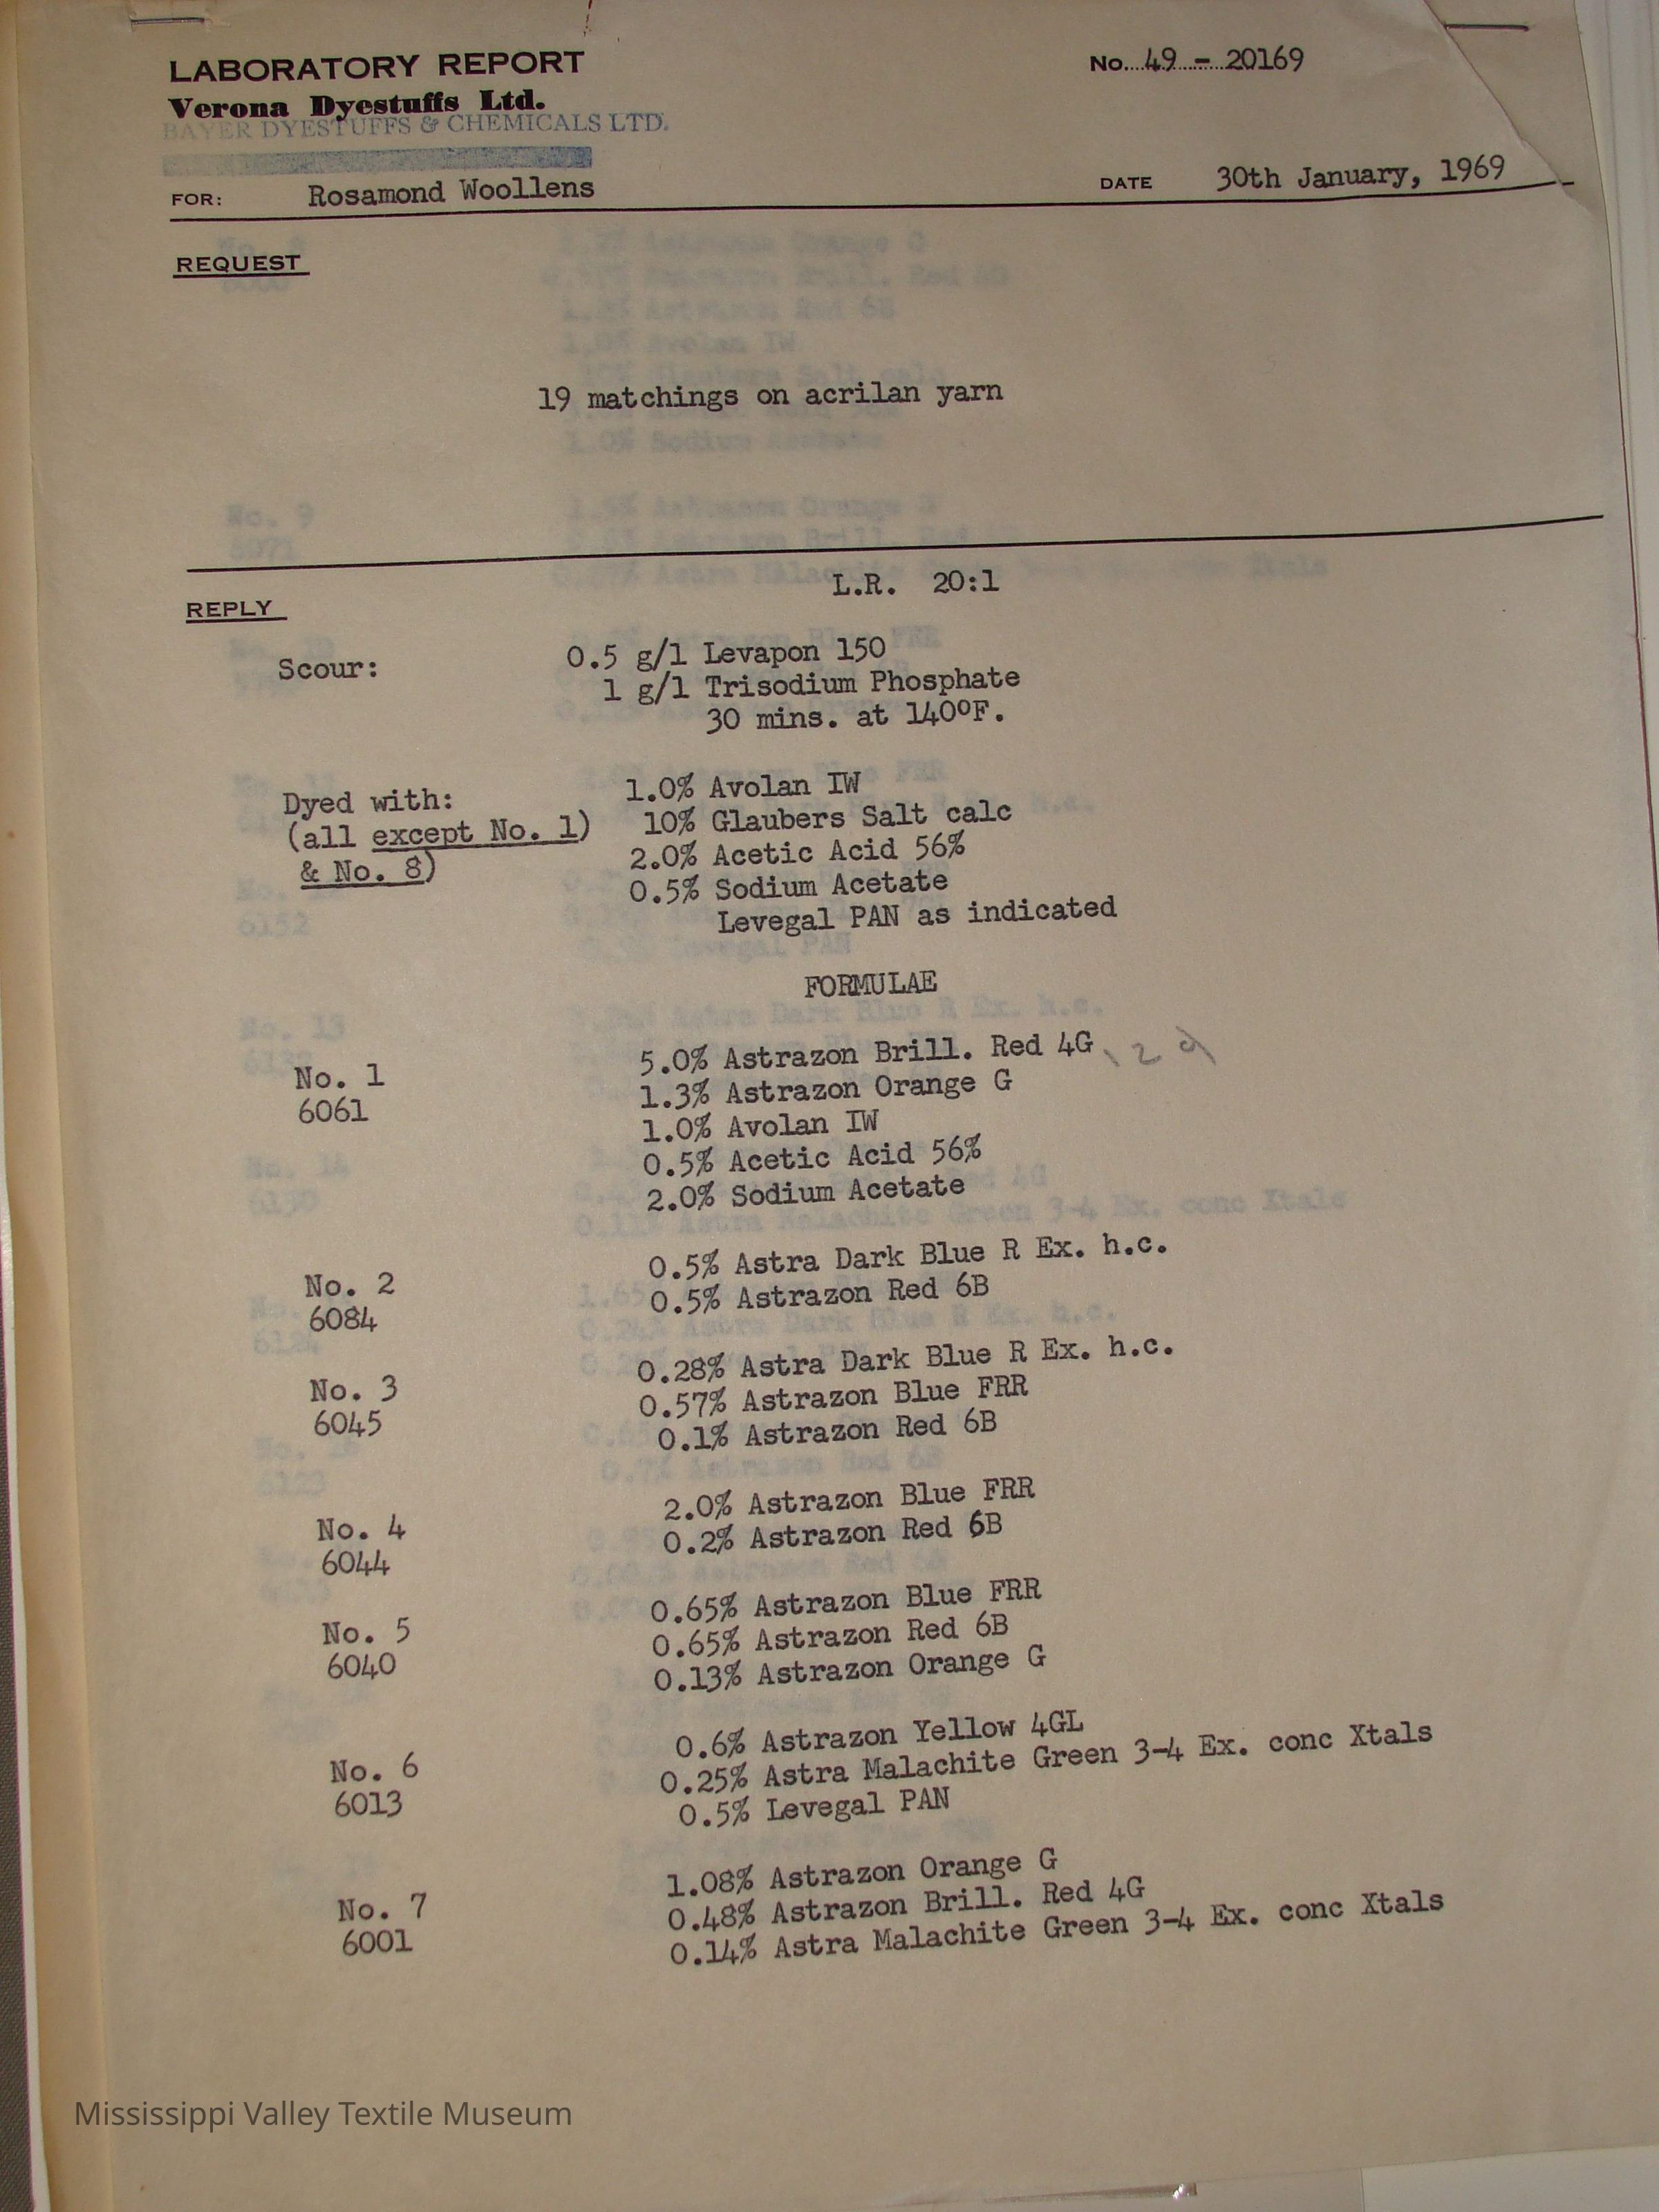 LABORATORY REPORT
No. 49 - 20169
Verona Dyestuffs Ltd.
BAYER DYESTUFFS & CHEMICALS LTD.
FOR: Rosamond Woollens
DATE 30th January, 1969
REQUEST
19 matchings on acrilan yarn
L.R. 20:1
REPLY
Scour: 0.5 g/l Levapon 150
1 g/l Trisodium Phosphate
30 mins. at 140ºF.
Dyed with: 1.0% Avolan IW
(all except No. 1) 10% Glaubers Salt calc
& No. 8) 2.0% Acetic Acid 56%
0.5% Sodium Acetate
Levegal PAN as indicated
FORMULAE
No. 1 5.0% Astrazon Brill. Red 4G
6061 1.3% Astrazon Orange G
1.0% Avolan IW
0.5% Acetic Acid 56%
2.0% Sodium Acetate
No. 2 0.5% Astra Dark Blue R Ex. h.c.
6084 0.5% Astrazon Red 6B
No. 3 0.28% Astra Dark Blue R Ex. h.c.
6045 0.57% Astrazon Blue FRR
0.1% Astrazon Red 6B
No. 4 2.0% Astrazon Blue FRR
6044 0.2% Astrazon Red 6B
No. 5 0.65% Astrazon Blue FRR
6040 0.65% Astrazon Red 6B
0.13% Astrazon Orange G
No. 6 0.6% Astrazon Yellow 4GL
6013 0.25% Astra Malachite Green 3-4 Ex. conc Xtals
0.5% Levegal PAN
No. 7 1.08% Astrazon Orange G
6001 0.48% Astrazon Brill. Red 4G
0.14% Astra Malachite Green 3-4 Ex. conc Xtals
Mississippi Valley Textile Museum